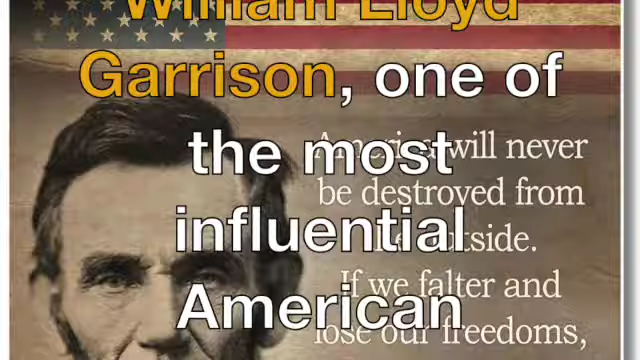 William Lloyd
Garrison, one of
the most
influential
American
America will never
be destroyed from
the outside.
If we falter and
lose our freedoms,